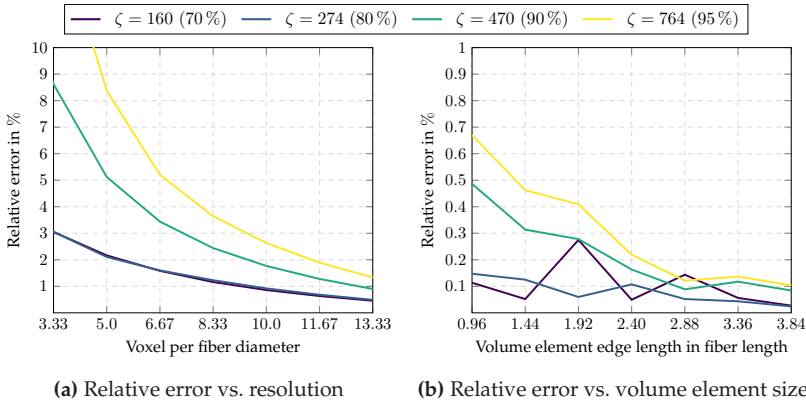 ζ = 160 (70 %) ζ = 274 (80 %) ζ = 470 (90 %) ζ = 764 (95 %)
Relative error in %
10
9
8
7
6
5
4
3
2
1
3.33 5.0 6.67 8.33 10.0 11.67 13.33
Voxel per fiber diameter
(a) Relative error vs. resolution
Relative error in %
1
0.9
0.8
0.7
0.6
0.5
0.4
0.3
0.2
0.1
0.96 1.44 1.92 2.40 2.88 3.36 3.84
Volume element edge length in fiber length
(b) Relative error vs. volume element size